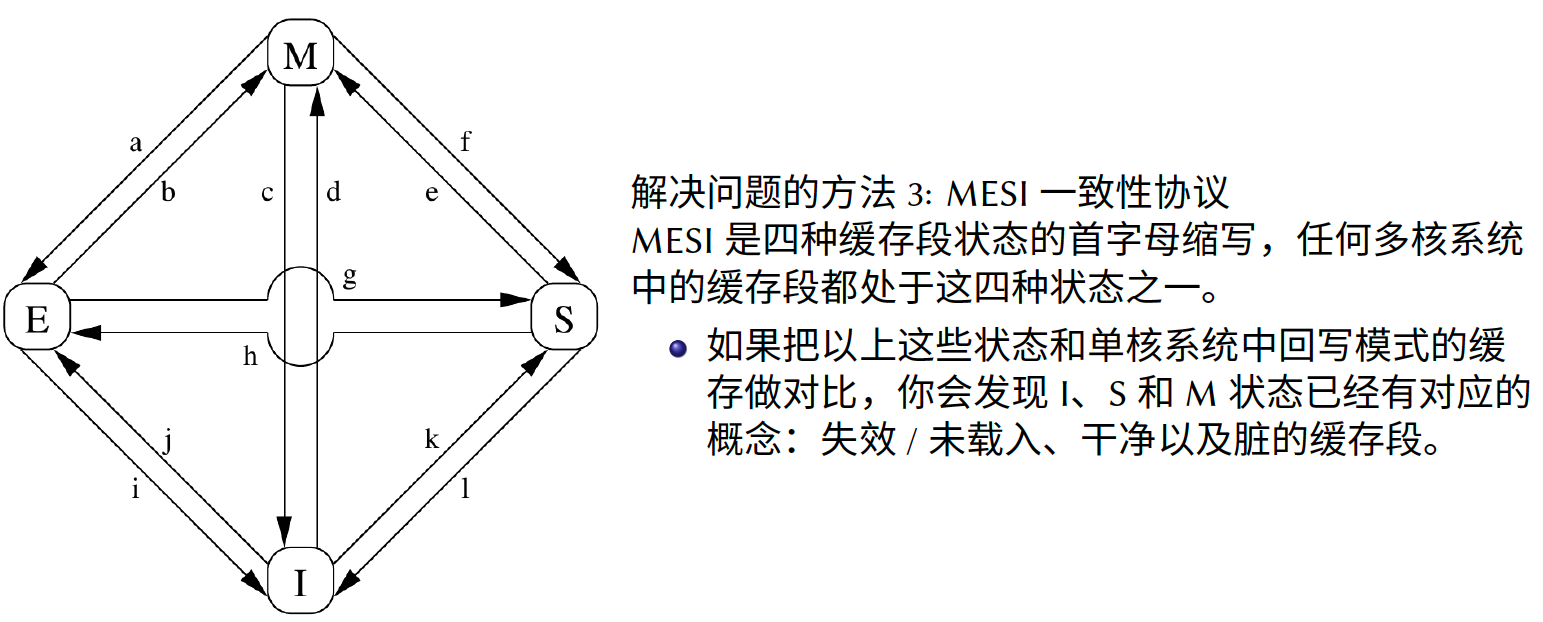 M
a
f
b
c
d
e
g
E
S
h
j
k
i
l
I
解决问题的方法 3: MESI 一致性协议
MESI 是四种缓存段状态的首字母缩写，任何多核系统
中的缓存段都处于这四种状态之一。
如果把以上这些状态和单核系统中回写模式的缓
存做对比，你会发现 I、S 和 M 状态已经有对应的
概念：失效 / 未载入、干净以及脏的缓存段。